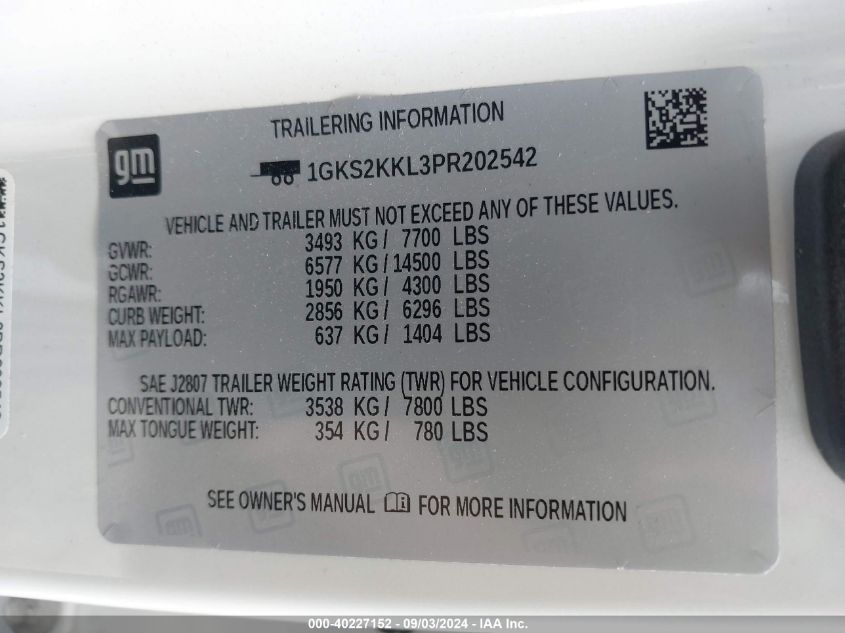 gm
TRAILERING INFORMATION
1GKS2KKL3PR202542
VEHICLE AND TRAILER MUST NOT EXCEED ANY OF THESE VALUES.
GVWR: 3493 KG / 7700 LBS
GCWR: 6577 KG / 14500 LBS
RGAWR: 1950 KG / 4300 LBS
CURB WEIGHT: 2856 KG / 6296 LBS
MAX PAYLOAD: 637 KG / 1404 LBS
SAE J2807 TRAILER WEIGHT RATING (TWR) FOR VEHICLE CONFIGURATION.
CONVENTIONAL TWR: 3538 KG / 7800 LBS
MAX TONGUE WEIGHT: 354 KG / 780 LBS
SEE OWNER'S MANUAL FOR MORE INFORMATION
000-40227152 - 09/03/2024 - IAA Inc.